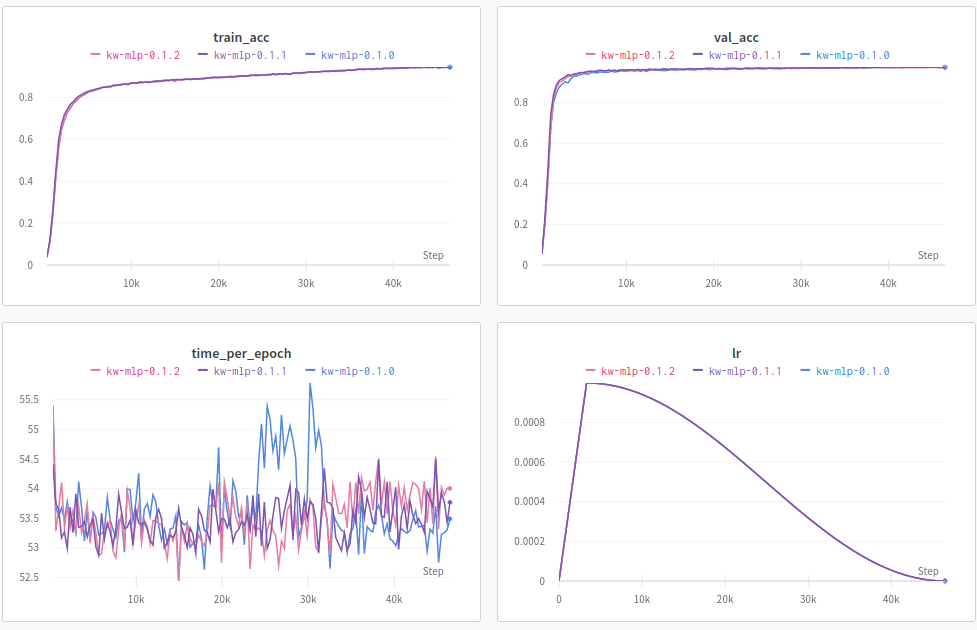 train_acc
kw-mlp-0.1.2 kw-mlp-0.1.1 kw-mlp-0.1.0
0.8
0.6
0.4
0.2
0
Step
10k 20k 30k 40k
val_acc
kw-mlp-0.1.2 kw-mlp-0.1.1 kw-mlp-0.1.0
0.8
0.6
0.4
0.2
0
Step
10k 20k 30k 40k
time_per_epoch
kw-mlp-0.1.2 kw-mlp-0.1.1 kw-mlp-0.1.0
55.5
55
54.5
54
53.5
53
52.5
Step
10k 20k 30k 40k
lr
kw-mlp-0.1.2 kw-mlp-0.1.1 kw-mlp-0.1.0
0.0008
0.0006
0.0004
0.0002
0
Step
0 10k 20k 30k 40k